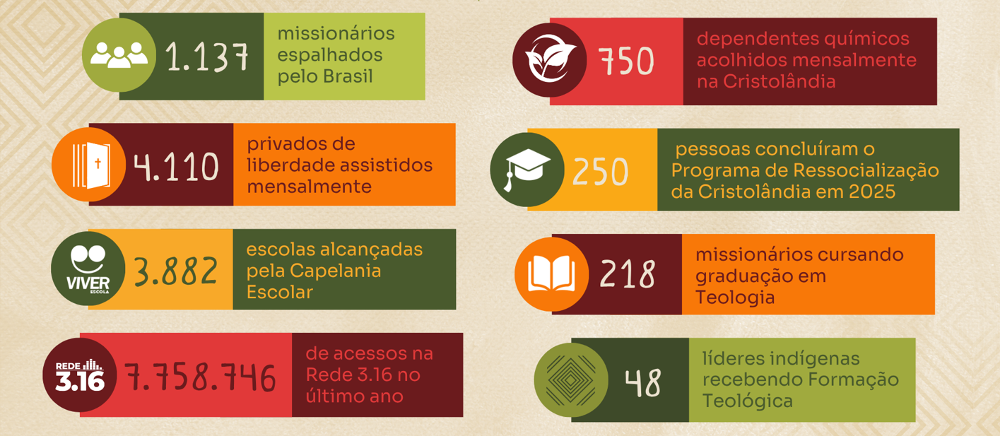 1.137
missionários
espalhados
pelo Brasil
4.110
privados de
liberdade assistidos
mensalmente
VIVER
ESCOLA
3.882
escolas alcançadas
pela Capelania
Escolar
REDE
3.16
7.758.746
de acessos na
Rede 3.16 no
último ano
750
dependentes químicos
acolhidos mensalmente
na Cristolândia
250
pessoas concluíram o
Programa de Ressocialização
da Cristolândia em 2025
218
missionários cursando
graduação em
Teologia
48
líderes indígenas
recebendo Formação
Teológica